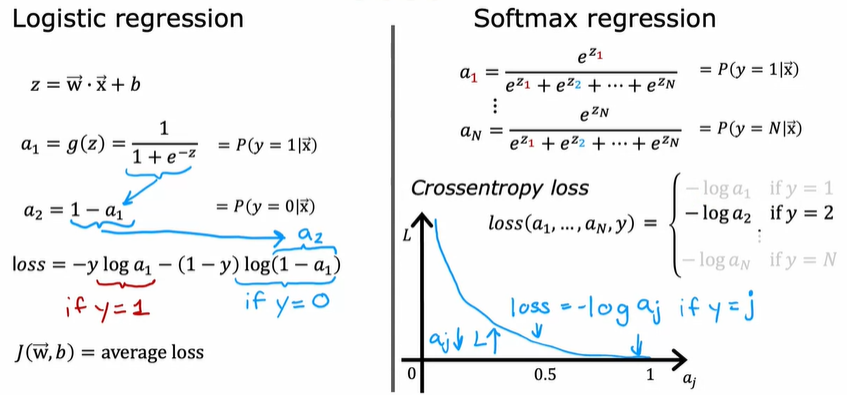 Logistic regression
z = w⃗ · x⃗ + b
a₁ = g(z) = 1 / (1 + e⁻ᶻ) = P(y = 1|x⃗)
a₂ = 1 − a₁ = P(y = 0|x⃗)
a₂
loss = −y log a₁ − (1 − y) log(1 − a₁)
if y=1 if y=0
J(w⃗, b) = average loss
Softmax regression
a₁ = e^{z₁} / (e^{z₁} + e^{z₂} + ⋯ + e^{z_N}) = P(y = 1|x⃗)
⋮
a_N = e^{z_N} / (e^{z₁} + e^{z₂} + ⋯ + e^{z_N}) = P(y = N|x⃗)
Crossentropy loss
loss(a₁, …, a_N, y) = {
− log a₁ if y = 1
− log a₂ if y = 2
⋮
− log a_N if y = N
L
loss = -log aⱼ if y=j
aⱼ↓ L↑
0 0.5 1 aⱼ